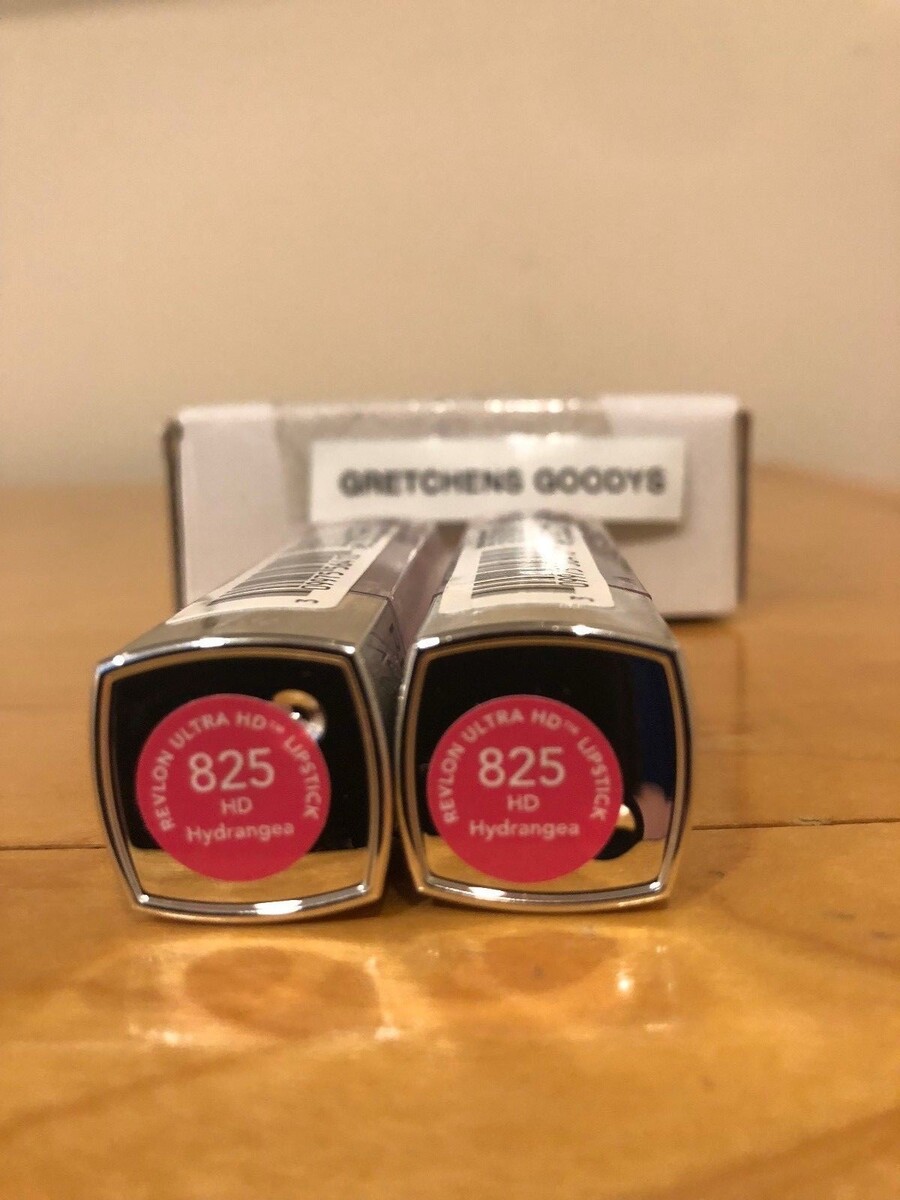 GRETCHENS GOODYS
REVLON ULTRA HD™ LIPSTICK
825
HD
Hydrangea
REVLON ULTRA HD™ LIPSTICK
825
HD
Hydrangea